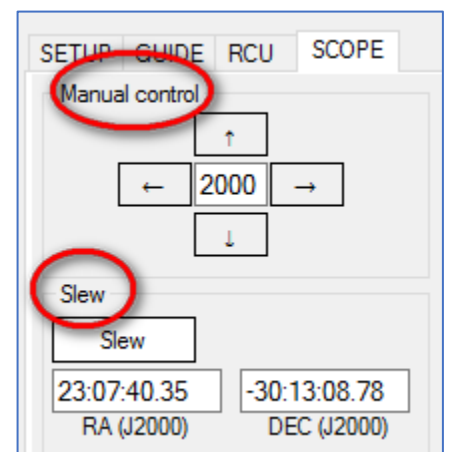 SETUP GUIDE RCU SCOPE
Manual control
↑
← 2000 →
↓
Slew
Slew
23:07:40.35 -30:13:08.78
RA (J2000) DEC (J2000)